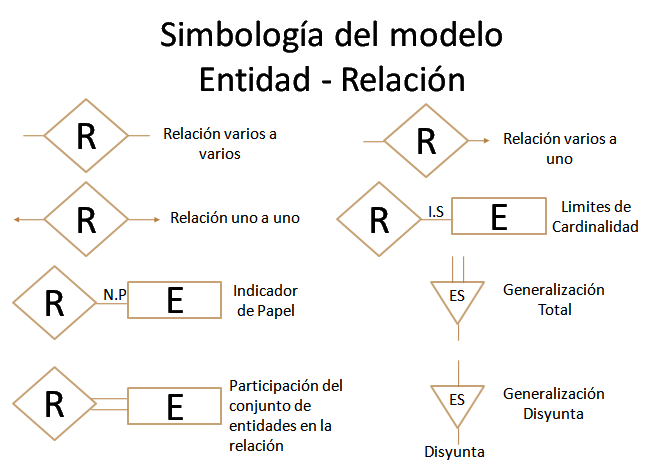 Simbología del modelo
Entidad - Relación
R
Relación varios a
varios
R
Relación varios a
uno
R
Relación uno a uno
R
I.S
E
Limites de
Cardinalidad
R
N.P
E
Indicador
de Papel
ES
Generalización
Total
R
E
Participación del
conjunto de
entidades en la
relación
ES
Generalización
Disyunta
Disyunta